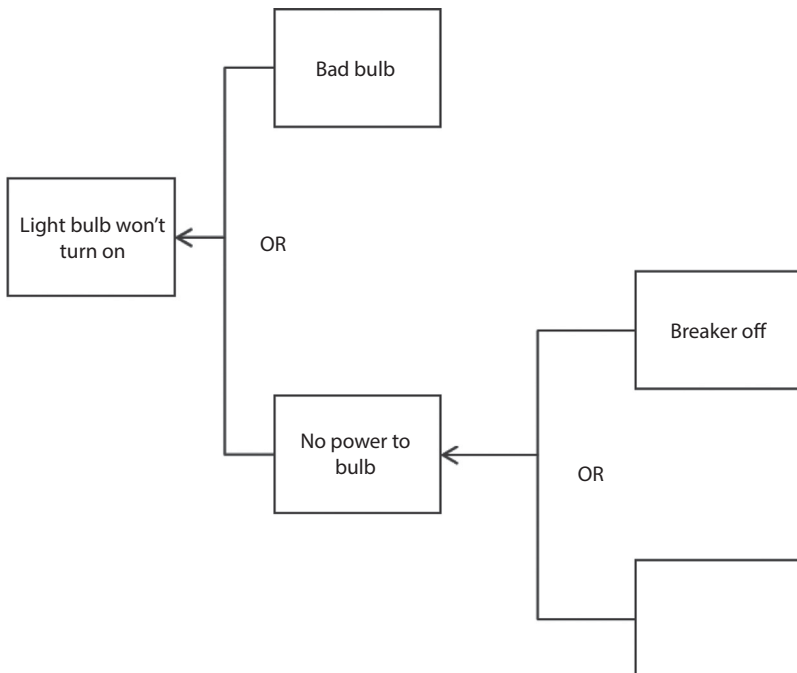 Bad bulb
Light bulb won't
turn on
OR
Breaker off
No power to
bulb
OR